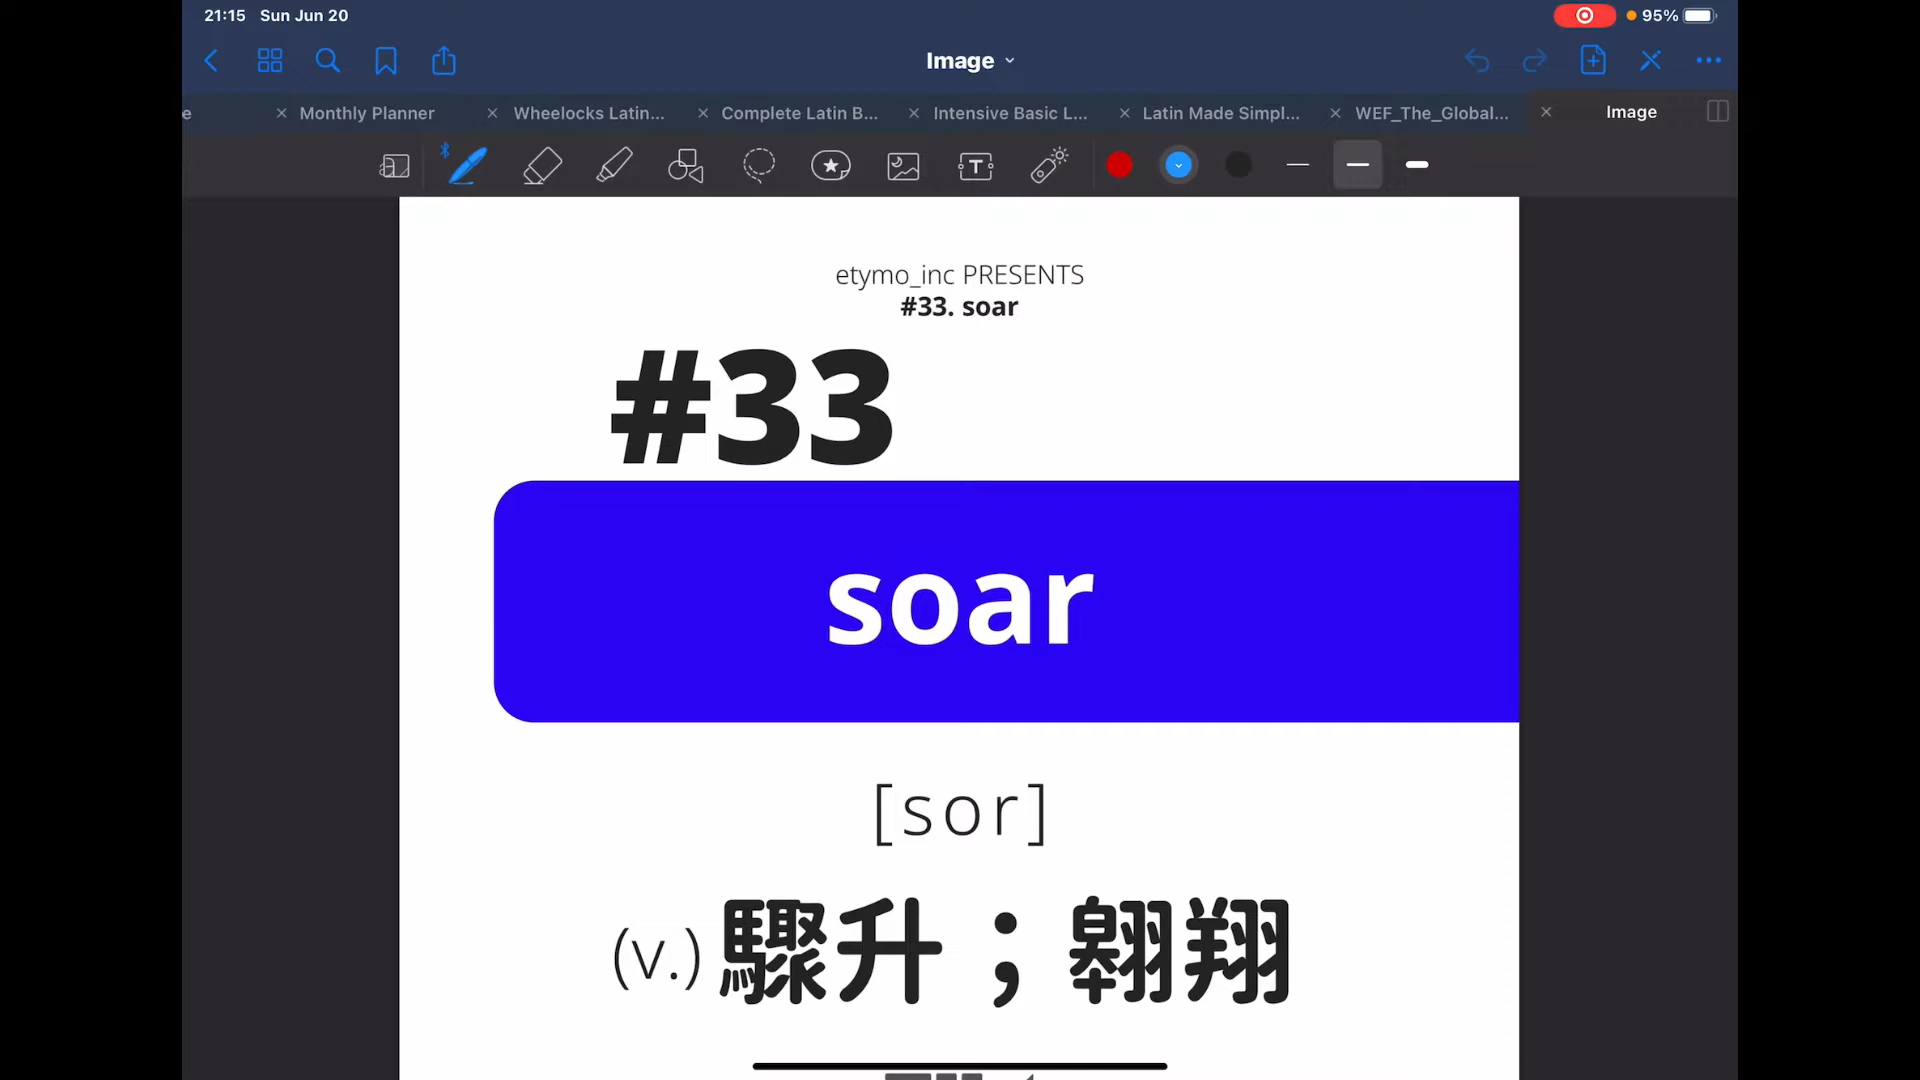 21:15 Sun Jun 20 95%
Image
e Monthly Planner Wheelocks Latin... Complete Latin B... Intensive Basic L... Latin Made Simpl... WEF_The_Global... Image
etymo_inc PRESENTS
#33. soar
#33
soar
[sor]
(v.) 驟升；翱翔